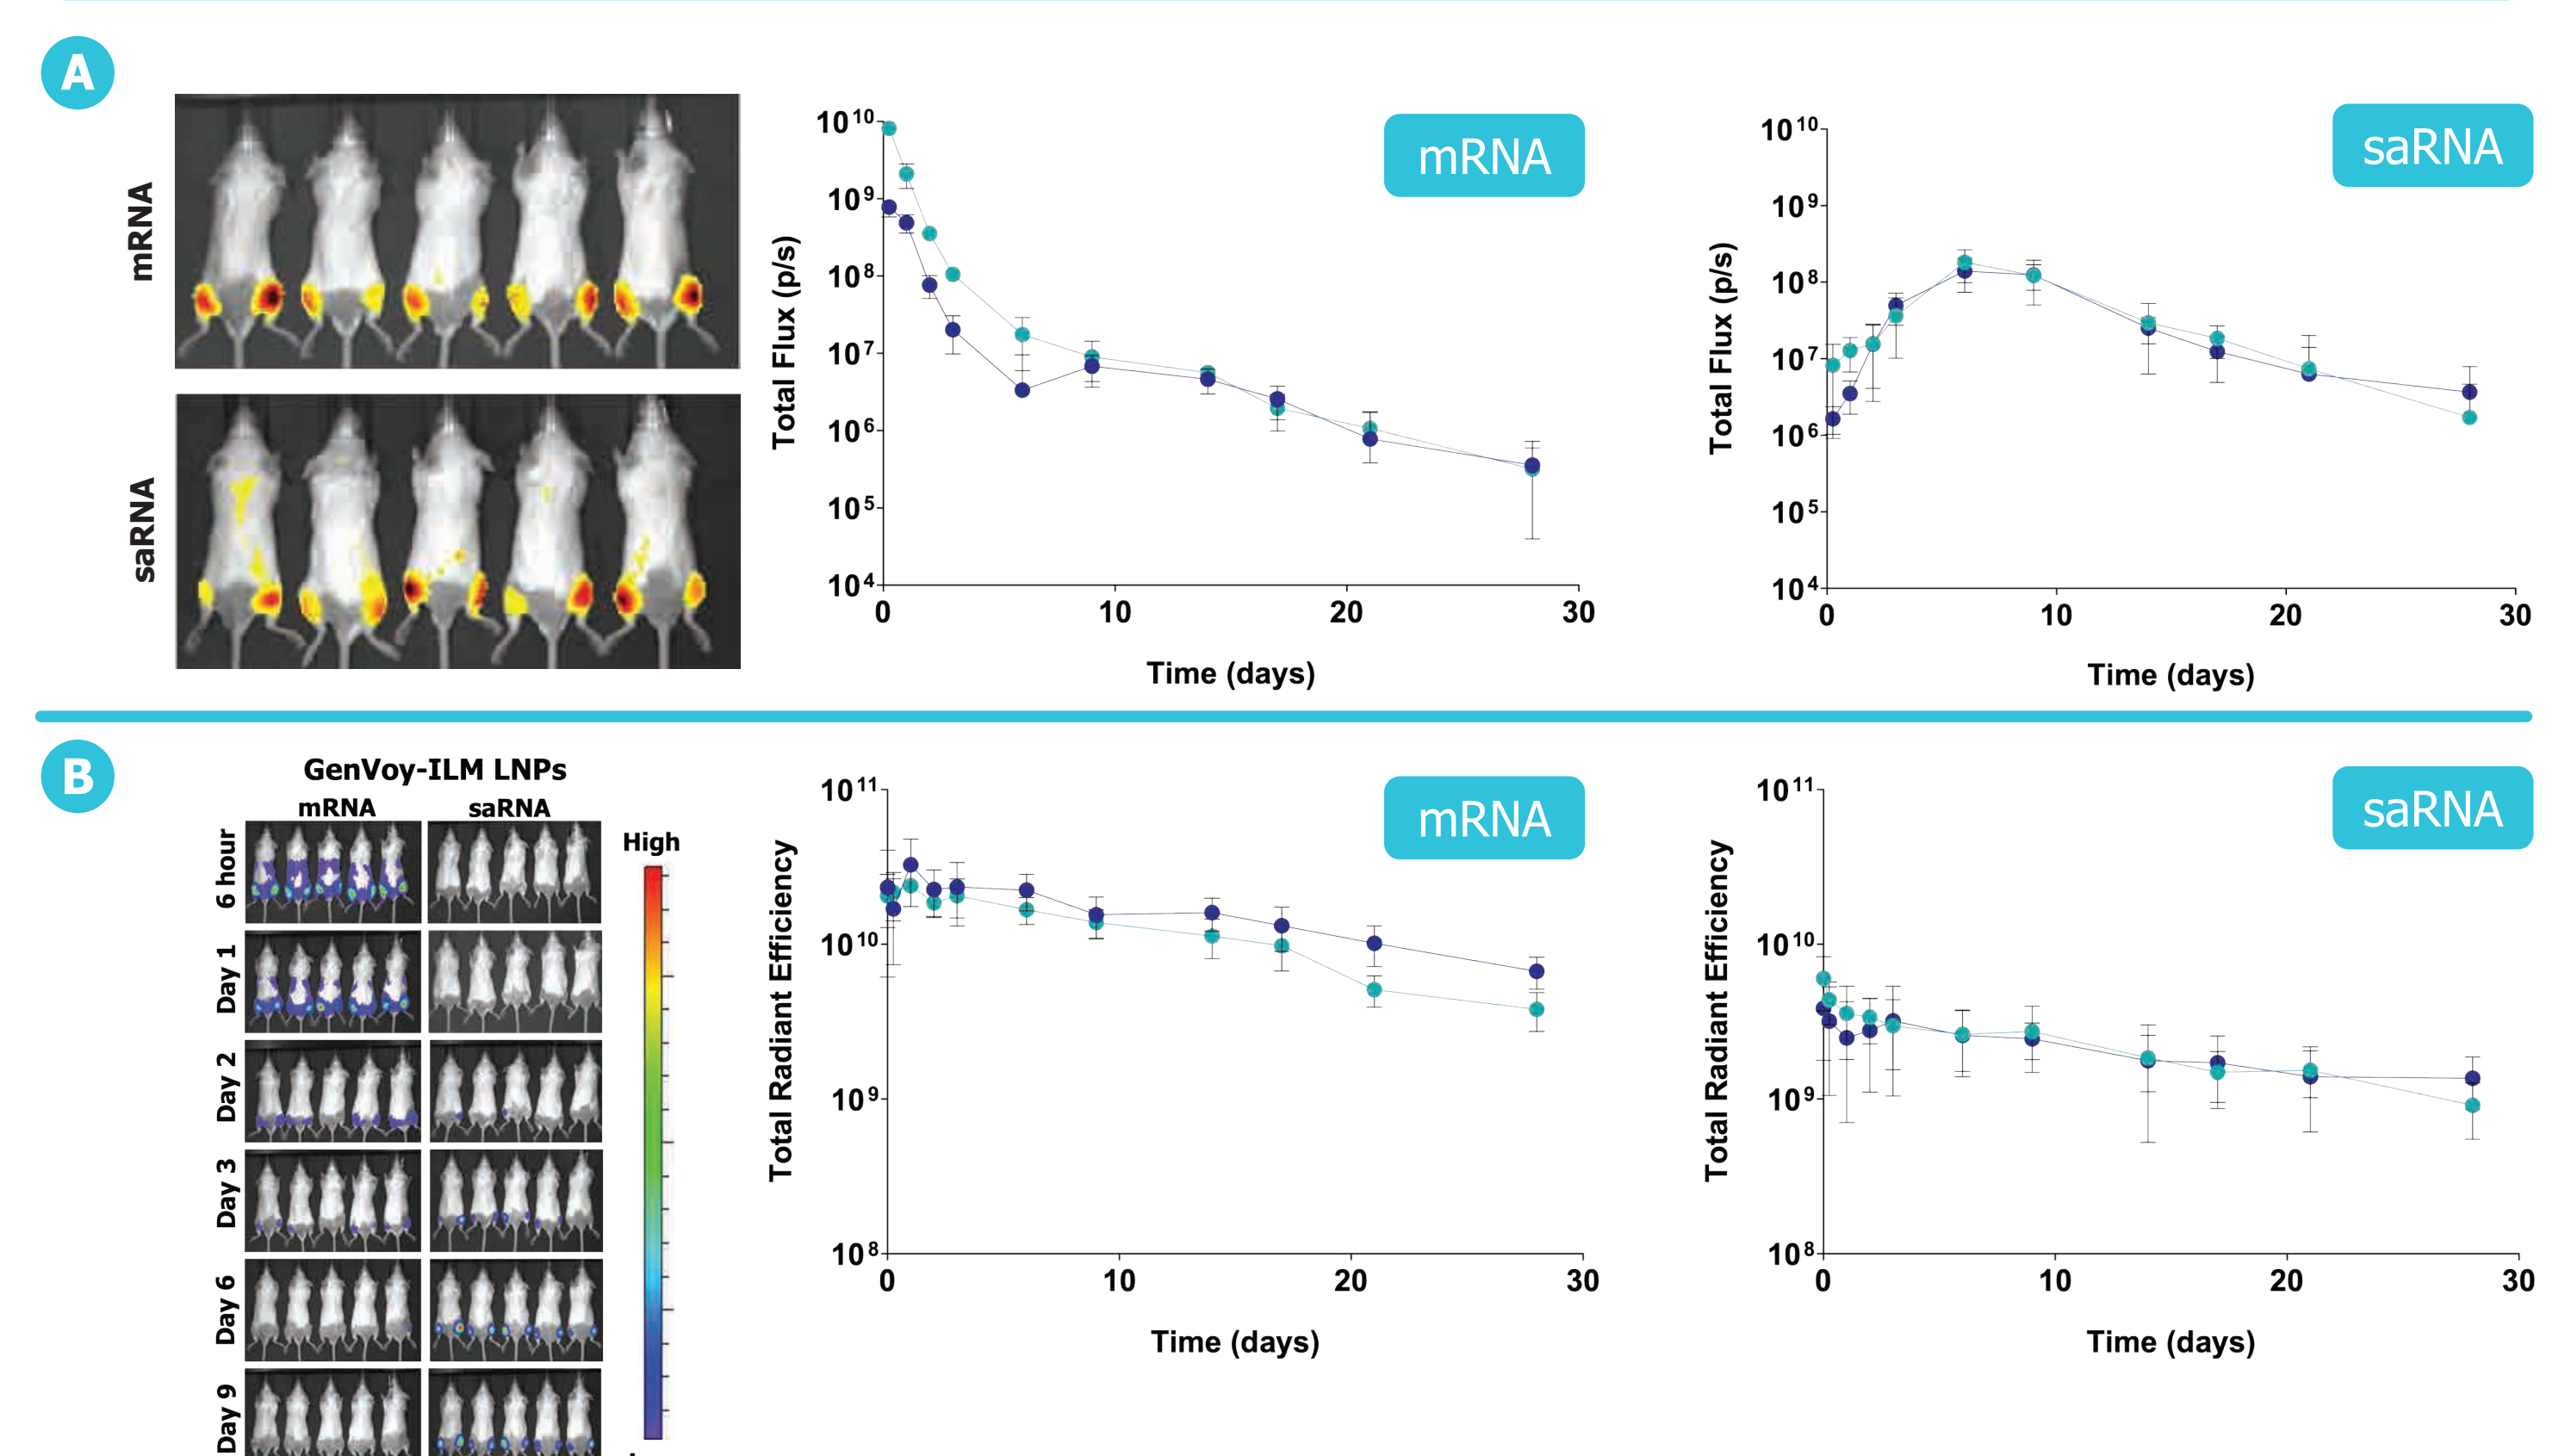 A
mRNA
saRNA
Total Flux (p/s)
10^10
10^9
10^8
10^7
10^6
10^5
10^4
0 10 20 30
Time (days)
mRNA
Total Flux (p/s)
10^10
10^9
10^8
10^7
10^6
10^5
10^4
0 10 20 30
Time (days)
saRNA
B
GenVoy-ILM LNPs
mRNA saRNA
6 hour
Day 1
Day 2
Day 3
Day 6
Day 9
High
Total Radiant Efficiency
10^11
10^10
10^9
10^8
0 10 20 30
Time (days)
mRNA
Total Radiant Efficiency
10^11
10^10
10^9
10^8
0 10 20 30
Time (days)
saRNA